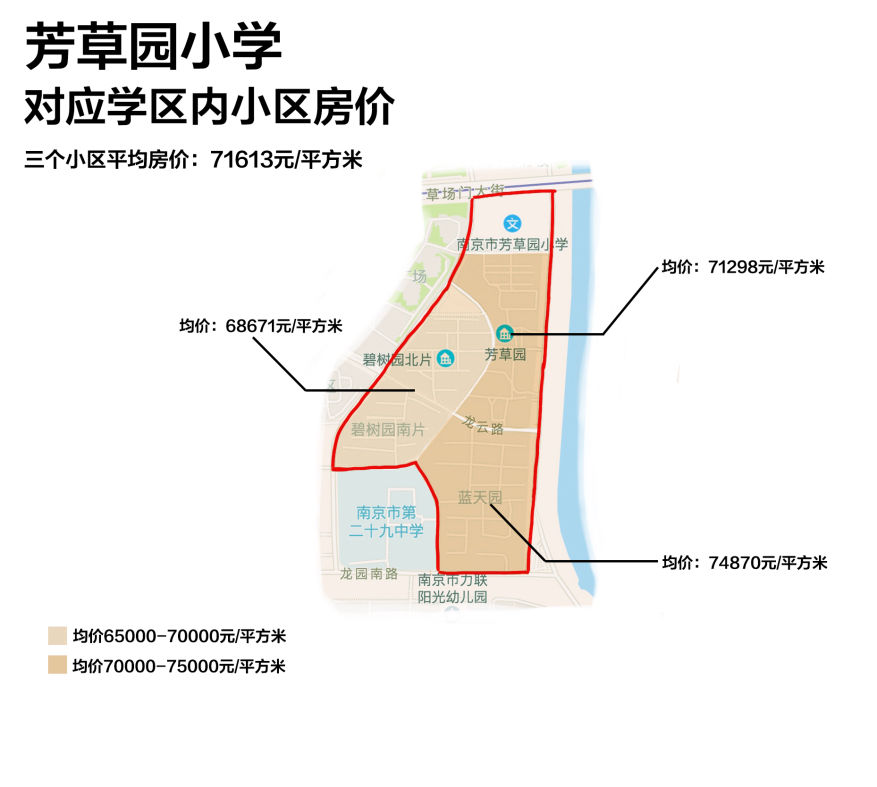 芳草园小学
对应学区内小区房价
三个小区平均房价：71613元/平方米
草场门大街
文
南京市芳草园小学
场
均价：71298元/平方米
均价：68671元/平方米
芳草园
碧树园北片
龙云路
碧树园南片
蓝天园
南京市第
二十九中学
均价：74870元/平方米
龙园南路
南京市力联
阳光幼儿园
均价65000-70000元/平方米
均价70000-75000元/平方米